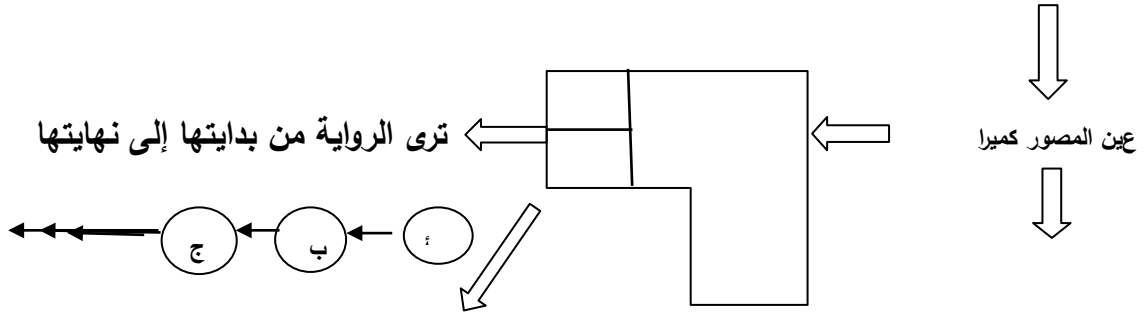 عين المصور كميرا
ترى الرواية من بدايتها إلى نهايتها
أ
ب
ج